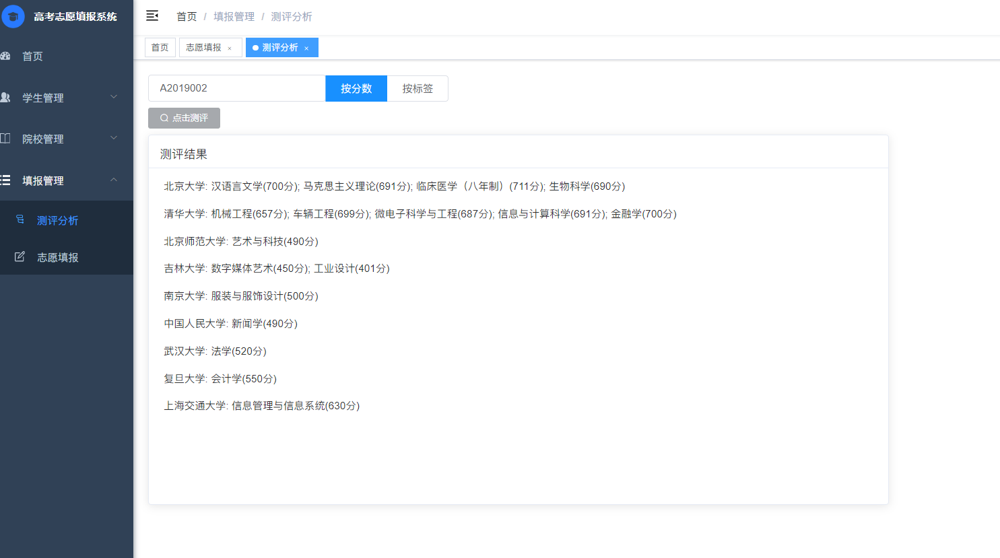 高考志愿填报系统
首页
学生管理
院校管理
填报管理
测评分析
志愿填报
首页 / 填报管理 / 测评分析
首页 志愿填报 × 测评分析 ×
A2019002 按分数 按标签
点击测评
测评结果
北京大学: 汉语言文学(700分); 马克思主义理论(691分); 临床医学（八年制）(711分); 生物科学(690分)
清华大学: 机械工程(657分); 车辆工程(699分); 微电子科学与工程(687分); 信息与计算科学(691分); 金融学(700分)
北京师范大学: 艺术与科技(490分)
吉林大学: 数字媒体艺术(450分); 工业设计(401分)
南京大学: 服装与服饰设计(500分)
中国人民大学: 新闻学(490分)
武汉大学: 法学(520分)
复旦大学: 会计学(550分)
上海交通大学: 信息管理与信息系统(630分)